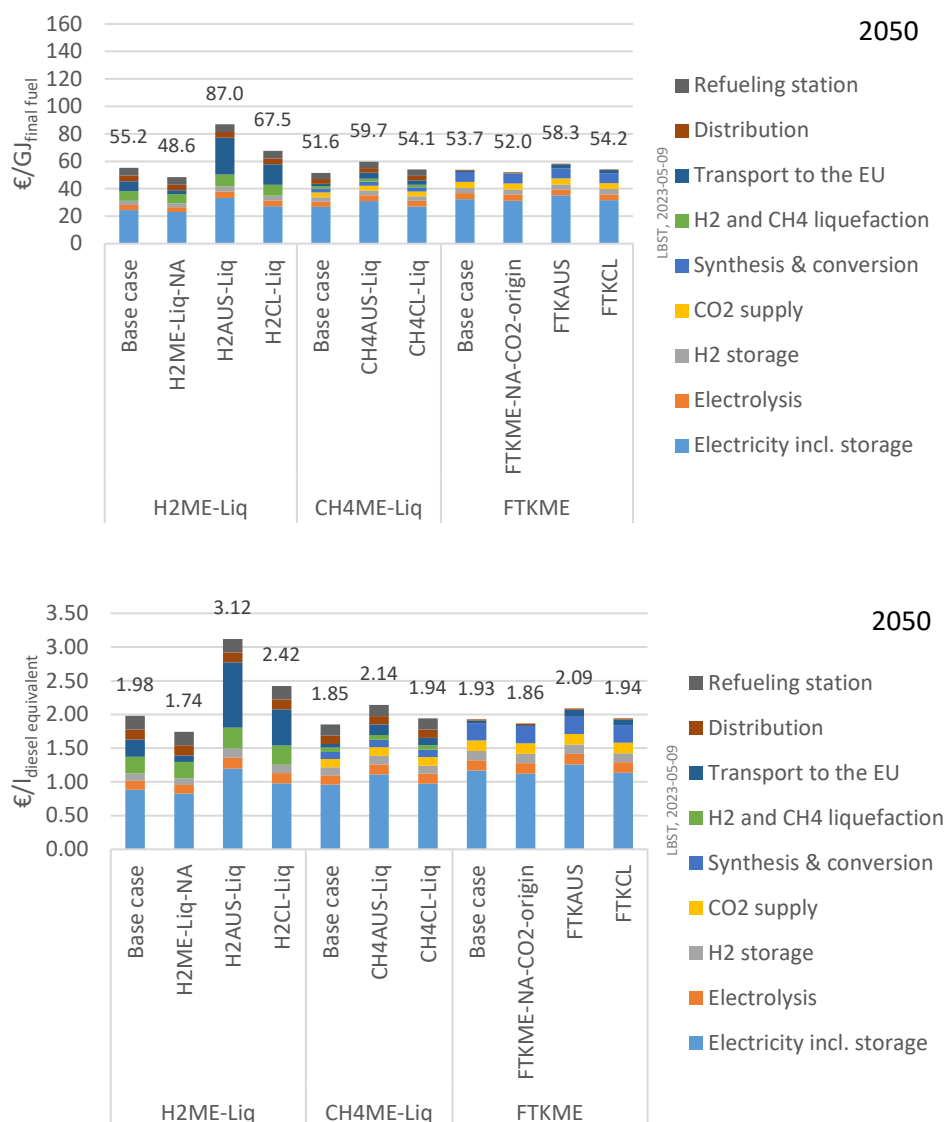 2050
160
140
120
100
80
60
40
20
0
€/GJfinal fuel
55.2
48.6
87.0
67.5
51.6
59.7
54.1
53.7
52.0
58.3
54.2
Base case
H2ME-Liq-NA
H2AUS-Liq
H2CL-Liq
Base case
CH4AUS-Liq
CH4CL-Liq
Base case
FTKME-NA-CO2-origin
FTKAUS
FTKCL
H2ME-Liq
CH4ME-Liq
FTKME
LBST, 2023-05-09
Refueling station
Distribution
Transport to the EU
H2 and CH4 liquefaction
Synthesis & conversion
CO2 supply
H2 storage
Electrolysis
Electricity incl. storage
2050
3.50
3.00
2.50
2.00
1.50
1.00
0.50
0.00
€/ldiesel equivalent
1.98
1.74
3.12
2.42
1.85
2.14
1.94
1.93
1.86
2.09
1.94
Base case
H2ME-Liq-NA
H2AUS-Liq
H2CL-Liq
Base case
CH4AUS-Liq
CH4CL-Liq
Base case
FTKME-NA-CO2-origin
FTKAUS
FTKCL
H2ME-Liq
CH4ME-Liq
FTKME
LBST, 2023-05-09
Refueling station
Distribution
Transport to the EU
H2 and CH4 liquefaction
Synthesis & conversion
CO2 supply
H2 storage
Electrolysis
Electricity incl. storage